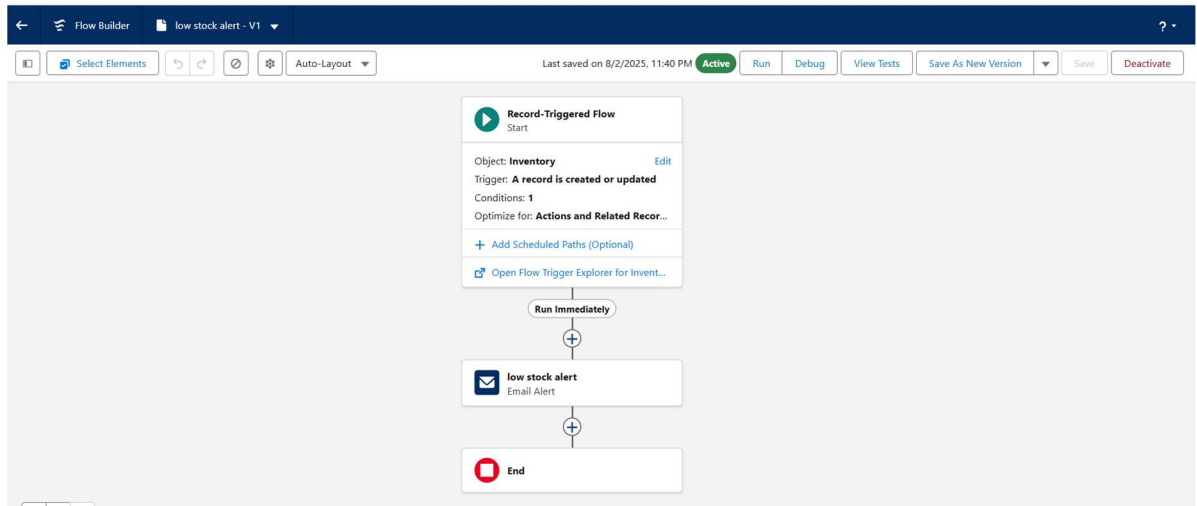 Flow Builder
low stock alert - V1
?
Select Elements
Auto-Layout
Last saved on 8/2/2025, 11:40 PM
Active
Run
Debug
View Tests
Save As New Version
Save
Deactivate
Record-Triggered Flow
Start
Object: Inventory
Edit
Trigger: A record is created or updated
Conditions: 1
Optimize for: Actions and Related Recor...
+ Add Scheduled Paths (Optional)
Open Flow Trigger Explorer for Invent...
Run Immediately
low stock alert
Email Alert
End